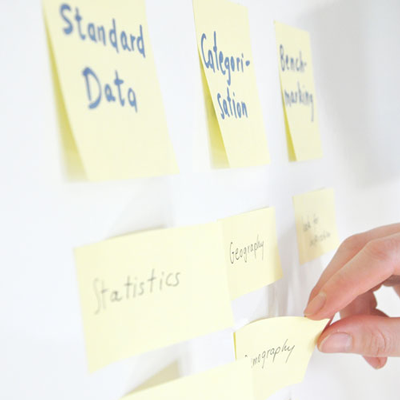 Standard
Data
Categori-
sation
Bench-
marking
Statistics
Geography